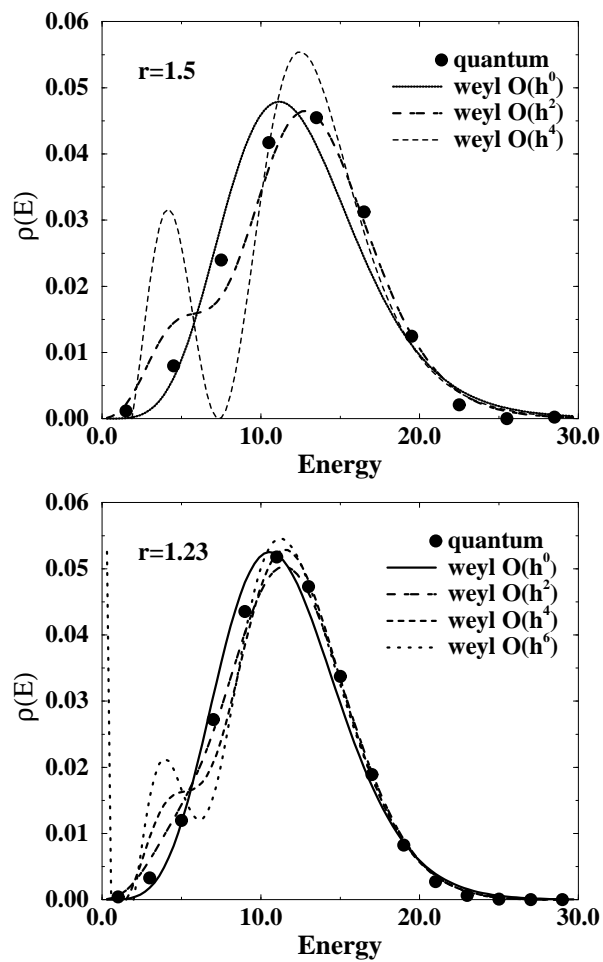 0.06
r=1.5
quantum
weyl O(h⁰)
weyl O(h²)
weyl O(h⁴)
0.05
0.04
0.03
0.02
0.01
0.00
ρ(E)
0.0 10.0 20.0 30.0
Energy
0.06
r=1.23
quantum
weyl O(h⁰)
weyl O(h²)
weyl O(h⁴)
weyl O(h⁶)
0.05
0.04
0.03
0.02
0.01
0.00
ρ(E)
0.0 10.0 20.0 30.0
Energy